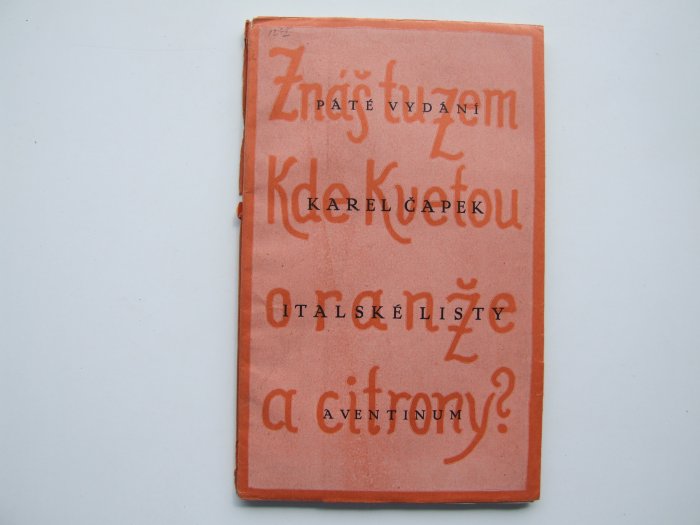 Znáš tu zem
PÁTÉ VYDÁNÍ
Kde Kvetou
KAREL ČAPEK
oranže
ITALSKÉ LISTY
a citrony?
AVENTINUM